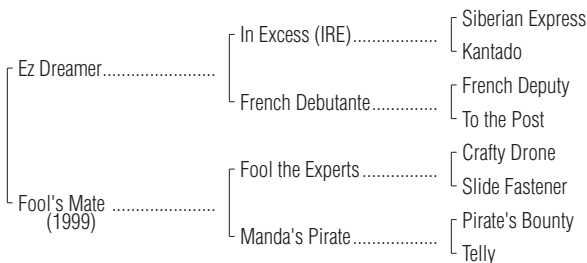 Siberian Express
In Excess (IRE)...................
Kantado
Ez Dreamer.........................
French Deputy
French Debutante...............
To the Post
Crafty Drone
Fool the Experts.................
Slide Fastener
Fool's Mate .......................
(1999)
Pirate's Bounty
Manda's Pirate...................
Telly